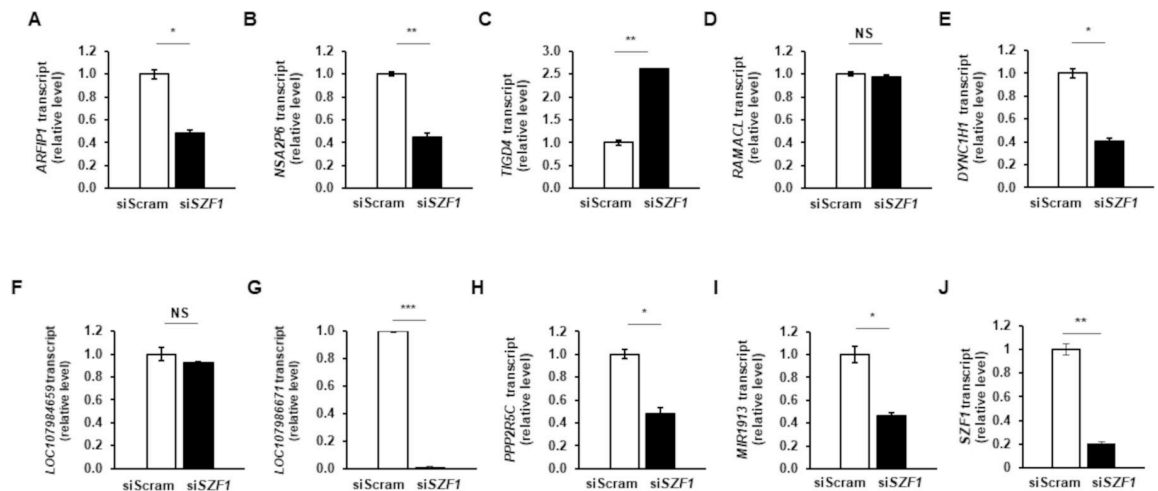 A
ARFIP1 transcript
(relative level)
1.2
1.0
0.8
0.6
0.4
0.2
0.0
*
siScram siSZF1
B
NSA2P6 transcript
(relative level)
1.2
1.0
0.8
0.6
0.4
0.2
0.0
**
siScram siSZF1
C
TIGD4 transcript
(relative level)
3.0
2.5
2.0
1.5
1.0
0.5
0.0
**
siScram siSZF1
D
RAMACL transcript
(relative level)
1.2
1.0
0.8
0.6
0.4
0.2
0.0
NS
siScram siSZF1
E
DYNC1H1 transcript
(relative level)
1.2
1.0
0.8
0.6
0.4
0.2
0.0
*
siScram siSZF1
F
LOC107984659 transcript
(relative level)
1.2
1.0
0.8
0.6
0.4
0.2
0.0
NS
siScram siSZF1
G
LOC107986671 transcript
(relative level)
1.0
0.8
0.6
0.4
0.2
0.0
***
siScram siSZF1
H
PPP2R5C transcript
(relative level)
1.2
1.0
0.8
0.6
0.4
0.2
0.0
*
siScram siSZF1
I
MIR1913 transcript
(relative level)
1.2
1.0
0.8
0.6
0.4
0.2
0.0
*
siScram siSZF1
J
SZF1 transcript
(relative level)
1.2
1
0.8
0.6
0.4
0.2
0
**
siScram siSZF1